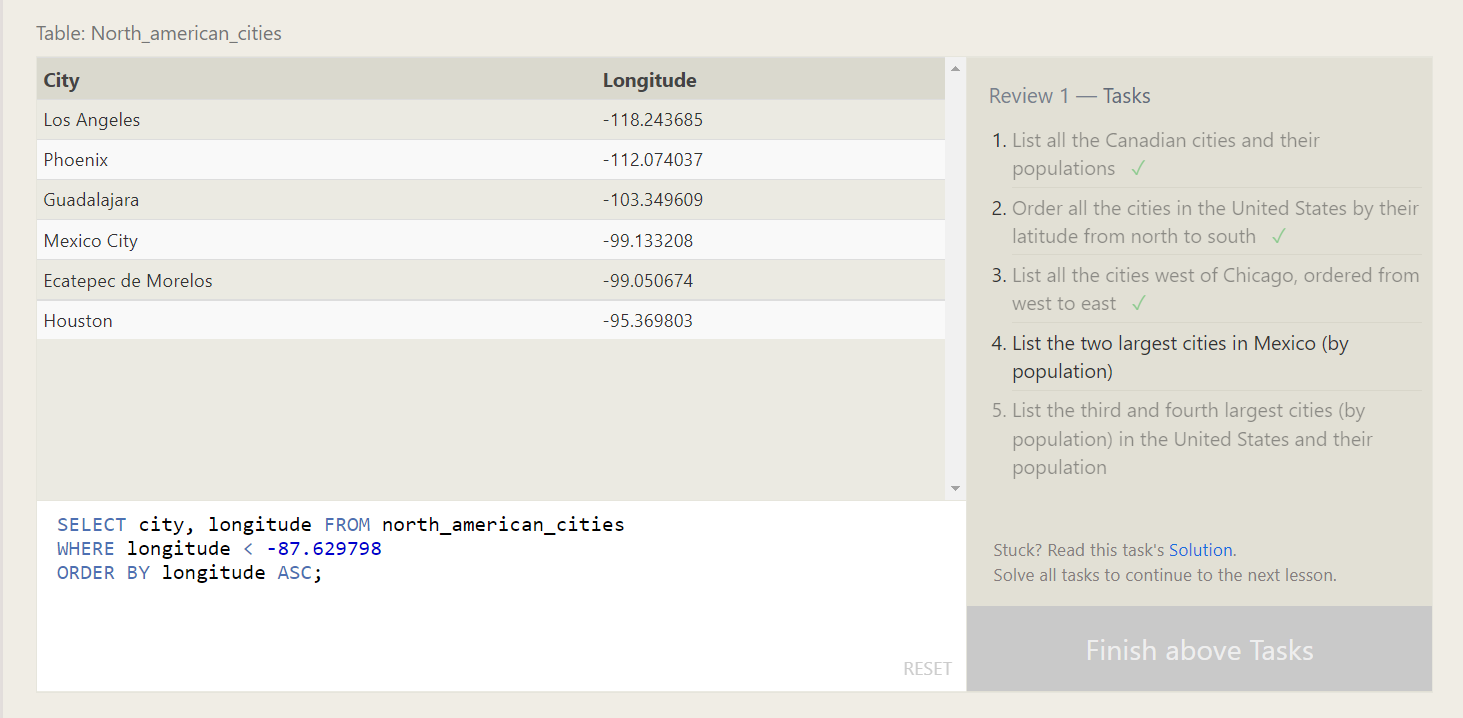 Table: North_american_cities
City Longitude
Los Angeles -118.243685
Phoenix -112.074037
Guadalajara -103.349609
Mexico City -99.133208
Ecatepec de Morelos -99.050674
Houston -95.369803
SELECT city, longitude FROM north_american_cities
WHERE longitude < -87.629798
ORDER BY longitude ASC;
RESET
Review 1 — Tasks
1. List all the Canadian cities and their
populations ✓
2. Order all the cities in the United States by their
latitude from north to south ✓
3. List all the cities west of Chicago, ordered from
west to east ✓
4. List the two largest cities in Mexico (by
population)
5. List the third and fourth largest cities (by
population) in the United States and their
population
Stuck? Read this task's Solution.
Solve all tasks to continue to the next lesson.
Finish above Tasks